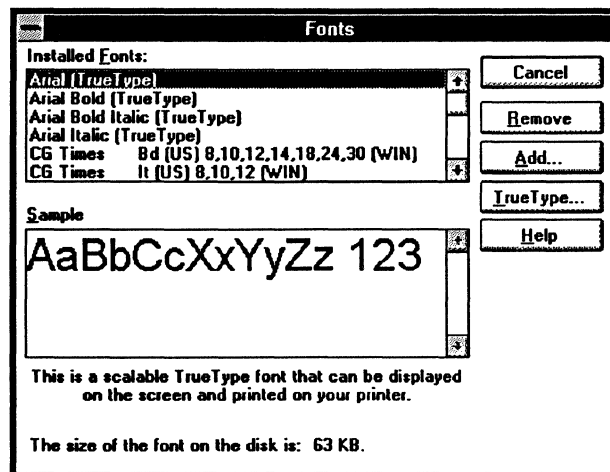 Fonts
Installed Fonts:
Arial (TrueType)
Arial Bold (TrueType)
Arial Bold Italic (TrueType)
Arial Italic (TrueType)
CG Times Bd (US) 8,10,12,14,18,24,30 (WIN)
CG Times It (US) 8,10,12 (WIN)
Cancel
Remove
Add...
TrueType...
Help
Sample
AaBbCcXxYyZz 123
This is a scalable TrueType font that can be displayed
on the screen and printed on your printer.
The size of the font on the disk is: 63 KB.